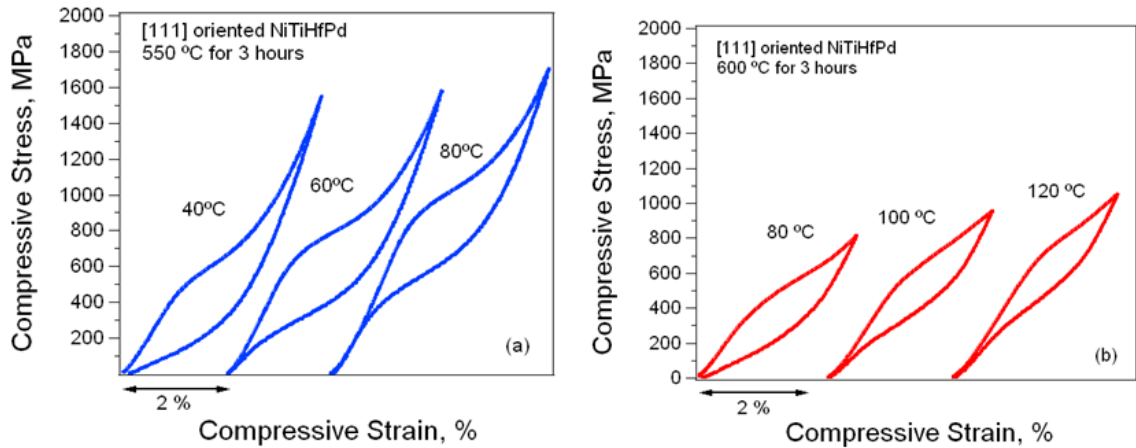 [111] oriented NiTiHfPd
550 ºC for 3 hours
2000
1800
1600
1400
1200
1000
800
600
400
200
Compressive Stress, MPa
40ºC
60ºC
80ºC
(a)
2 %
Compressive Strain, %
[111] oriented NiTiHfPd
600 ºC for 3 hours
2000
1800
1600
1400
1200
1000
800
600
400
200
0
Compressive Stress, MPa
80 ºC
100 ºC
120 ºC
(b)
2 %
Compressive Strain, %